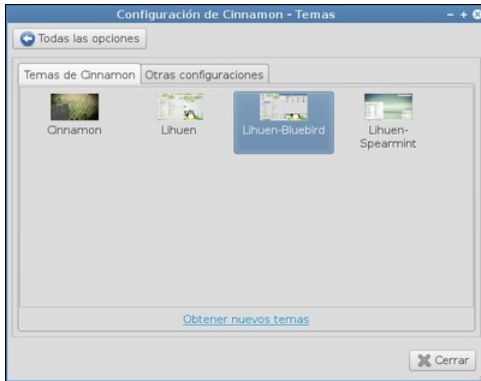 Configuración de Cinnamon - Temas
Todas las opciones
Temas de Cinnamon Otras configuraciones
Cinnamon Lihuen Lihuen-Bluebird Lihuen-
Spearmint
Obtener nuevos temas
Cerrar